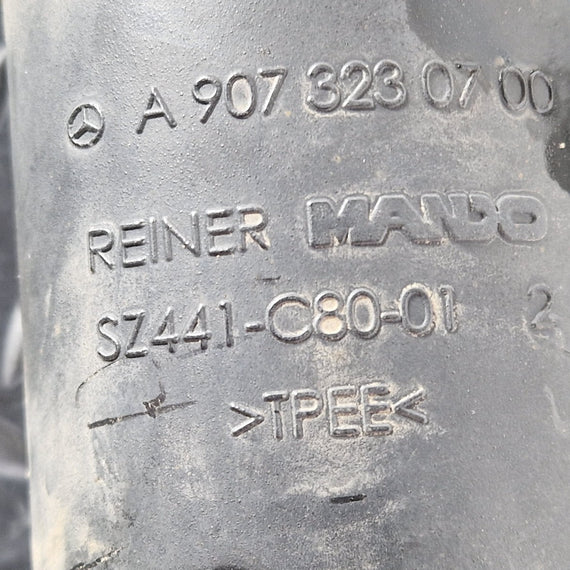 A 907 323 07 00
REINER MANDO
SZ441-C80-01 2
>TPEE<